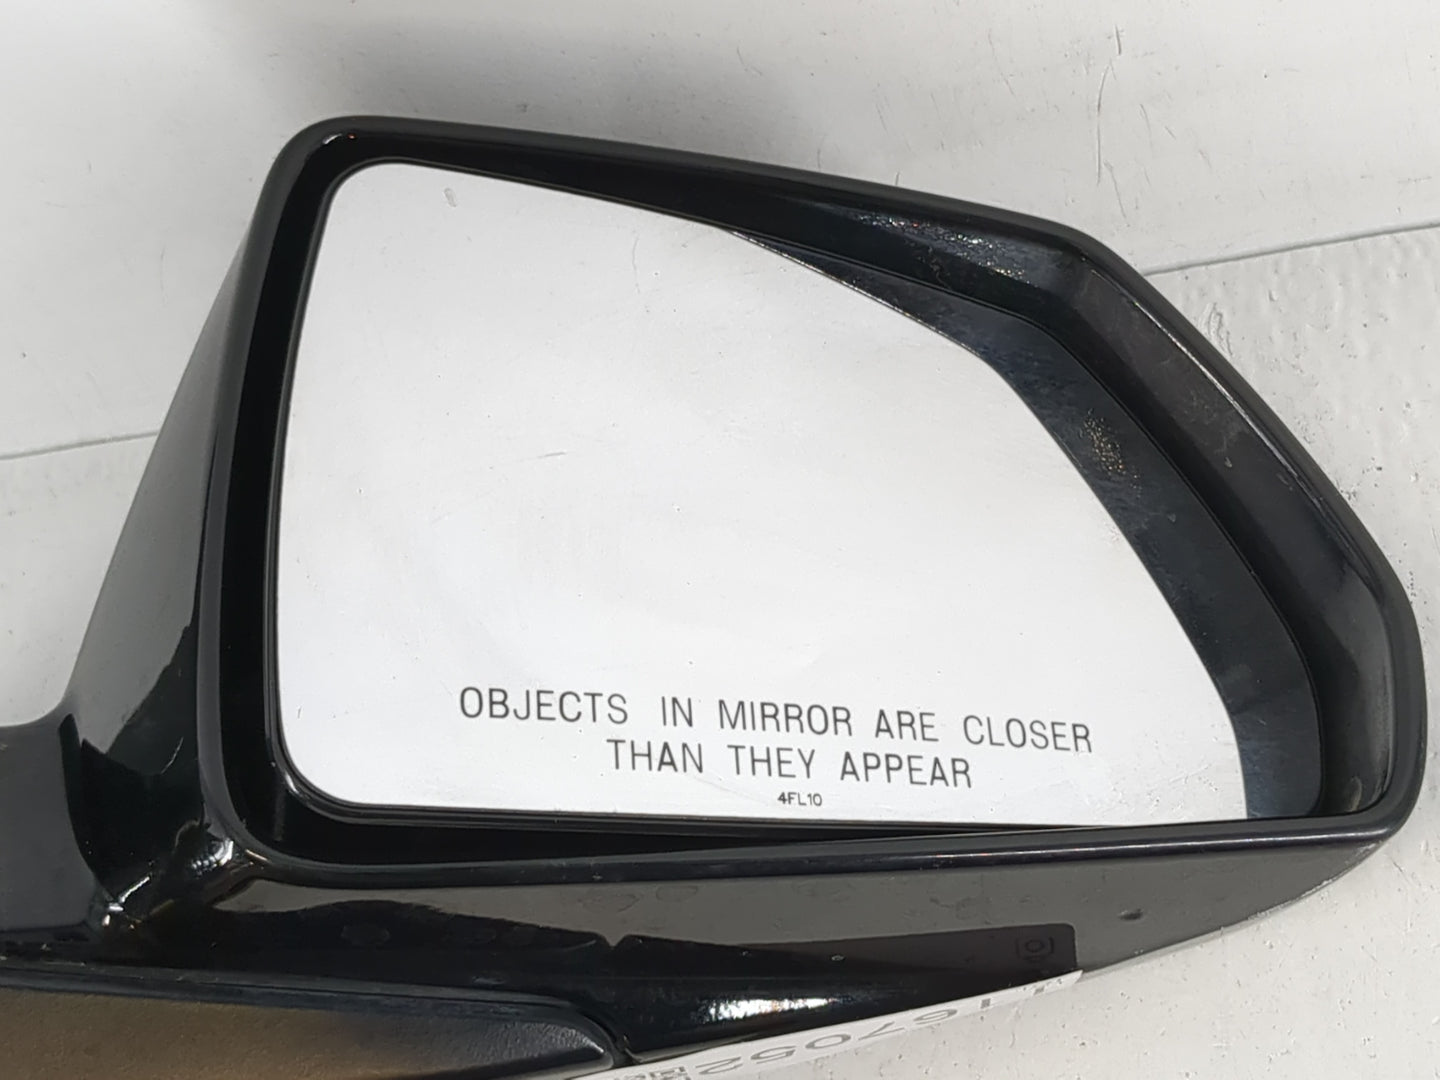 OBJECTS IN MIRROR ARE CLOSER
THAN THEY APPEAR
4FL10